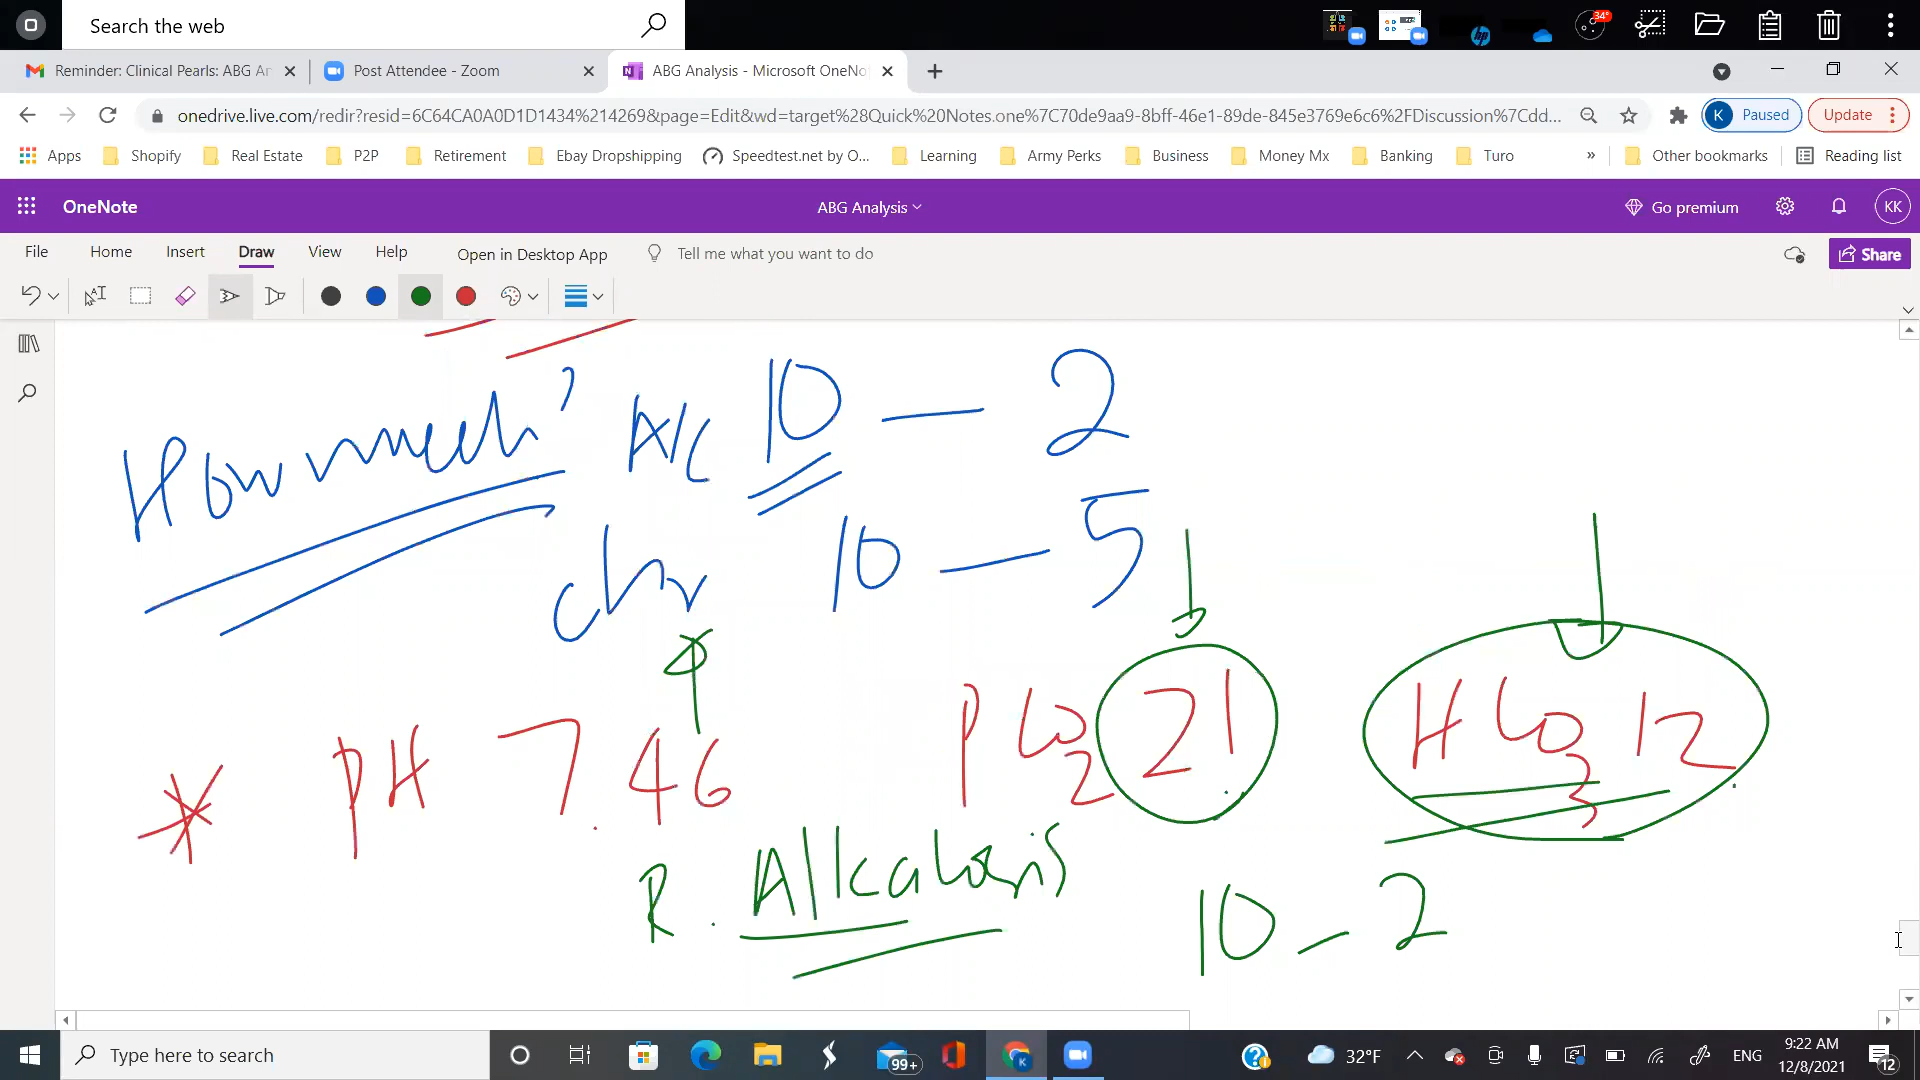 Search the web
34°
Reminder: Clinical Pearls: ABG An
Post Attendee - Zoom
ABG Analysis - Microsoft OneNo
onedrive.live.com/redir?resid=6C64CA0A0D1D1434%214269&page=Edit&wd=target%28Quick%20Notes.one%7C70de9aa9-8bff-46e1-89de-845e3769e6c6%2FDiscussion%7Cdd...
K Paused
Update
Apps Shopify Real Estate P2P Retirement Ebay Dropshipping Speedtest.net by O... Learning Army Perks Business Money Mx Banking Turo » Other bookmarks Reading list
OneNote
ABG Analysis
Go premium
KK
File Home Insert Draw View Help Open in Desktop App Tell me what you want to do
Share
How much? A/C 10 — 2
chr 10 — 5
* pH 7.46 PCO2 21 HCO3 12
R. Alkalosis
10 — 2
Type here to search
99+
32°F
ENG
9:22 AM
12/8/2021
12